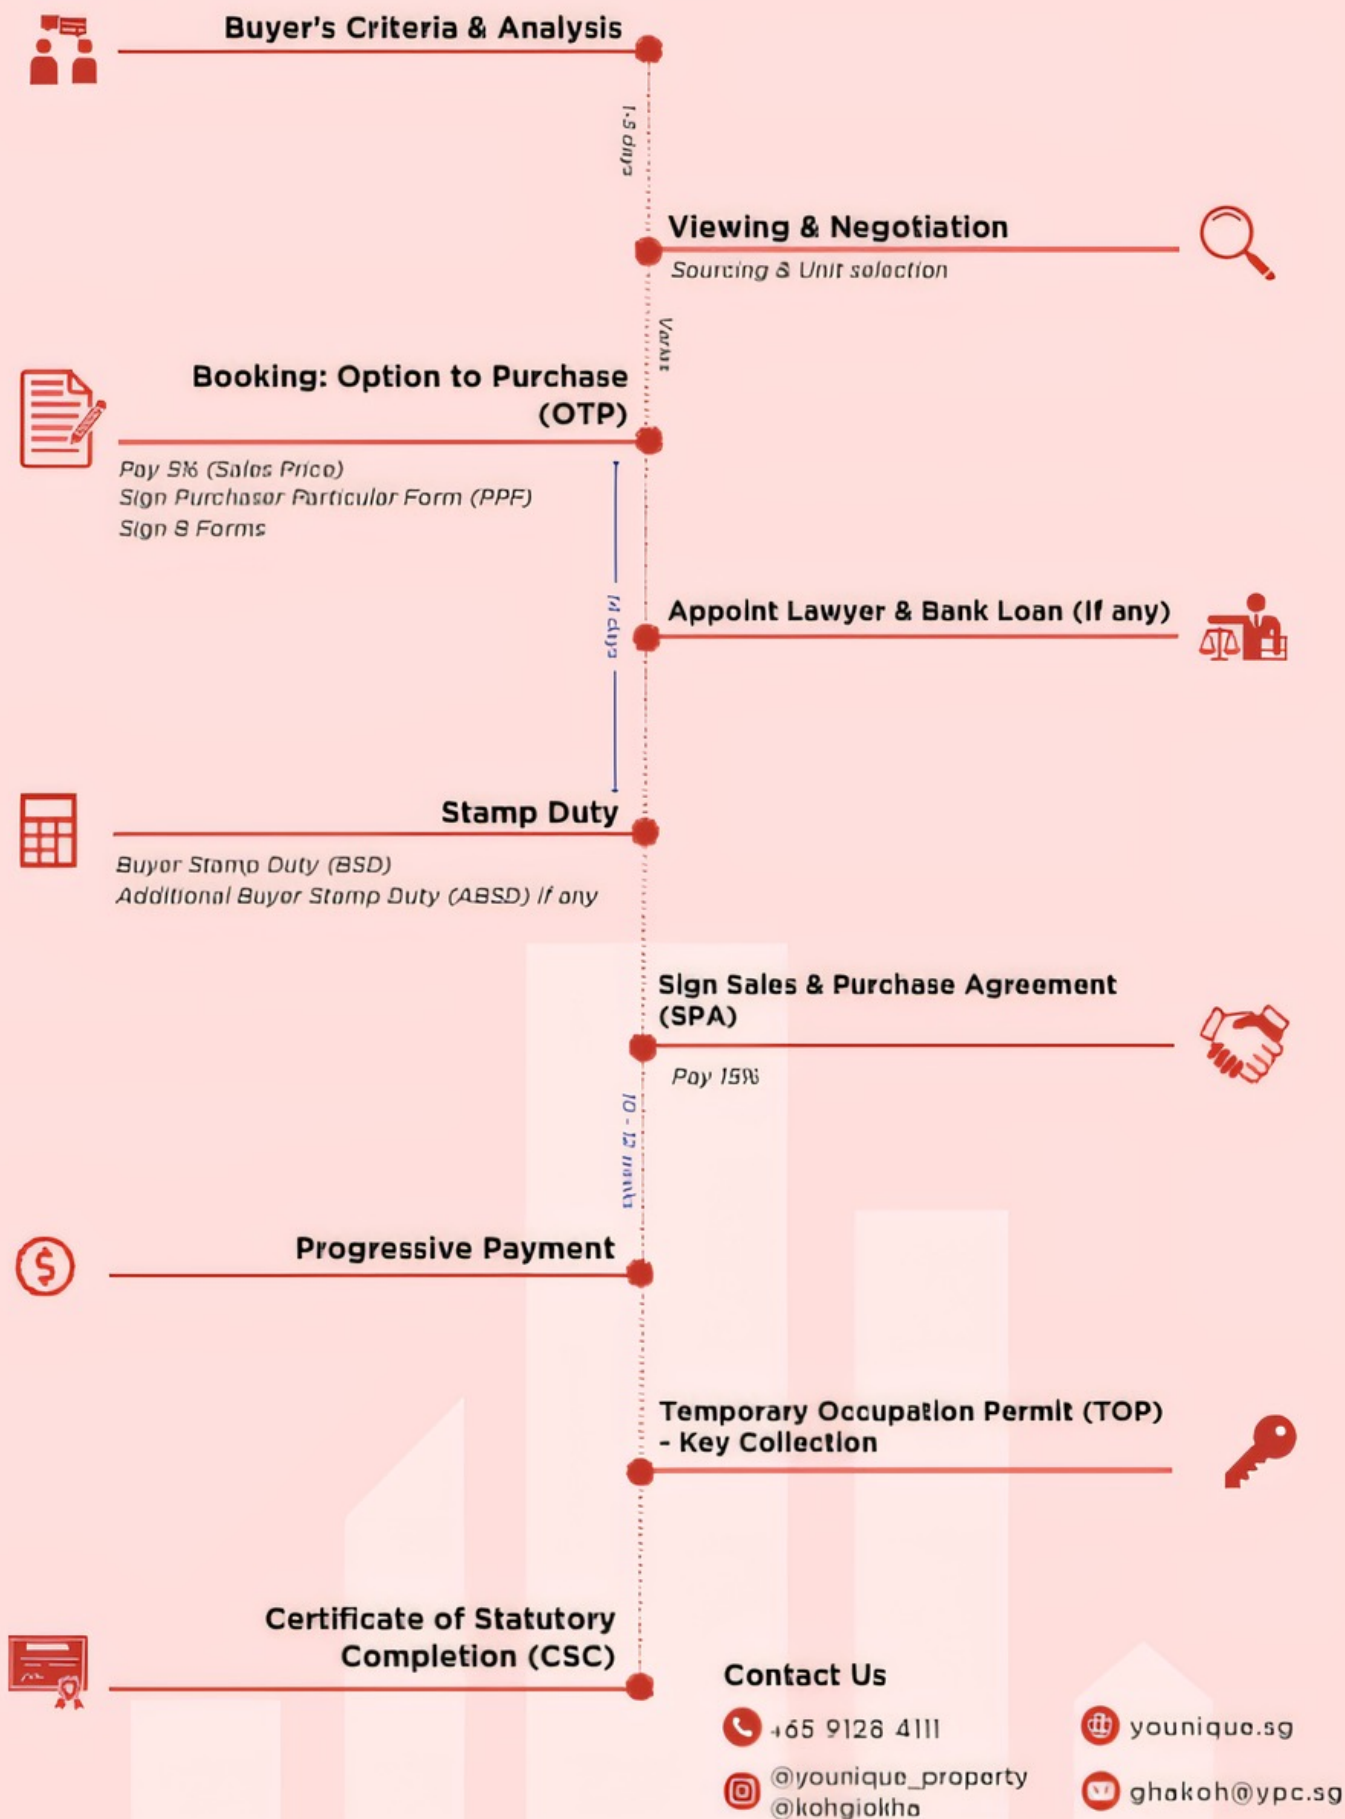 Buyer's Criteria & Analysis
1-5 days
Viewing & Negotiation
Sourcing & Unit selection
Varies
Booking: Option to Purchase
(OTP)
Pay 5% (Sales Price)
Sign Purchaser Particular Form (PPF)
Sign 8 Forms
14 days
Appoint Lawyer & Bank Loan (If any)
Stamp Duty
Buyer Stamp Duty (BSD)
Additional Buyer Stamp Duty (ABSD) if any
Sign Sales & Purchase Agreement
(SPA)
Pay 15%
10 - 12 months
Progressive Payment
Temporary Occupation Permit (TOP)
- Key Collection
Certificate of Statutory
Completion (CSC)
Contact Us
+65 9128 4111
younique.sg
@younique_property
@kohgiokha
ghakoh@ypc.sg